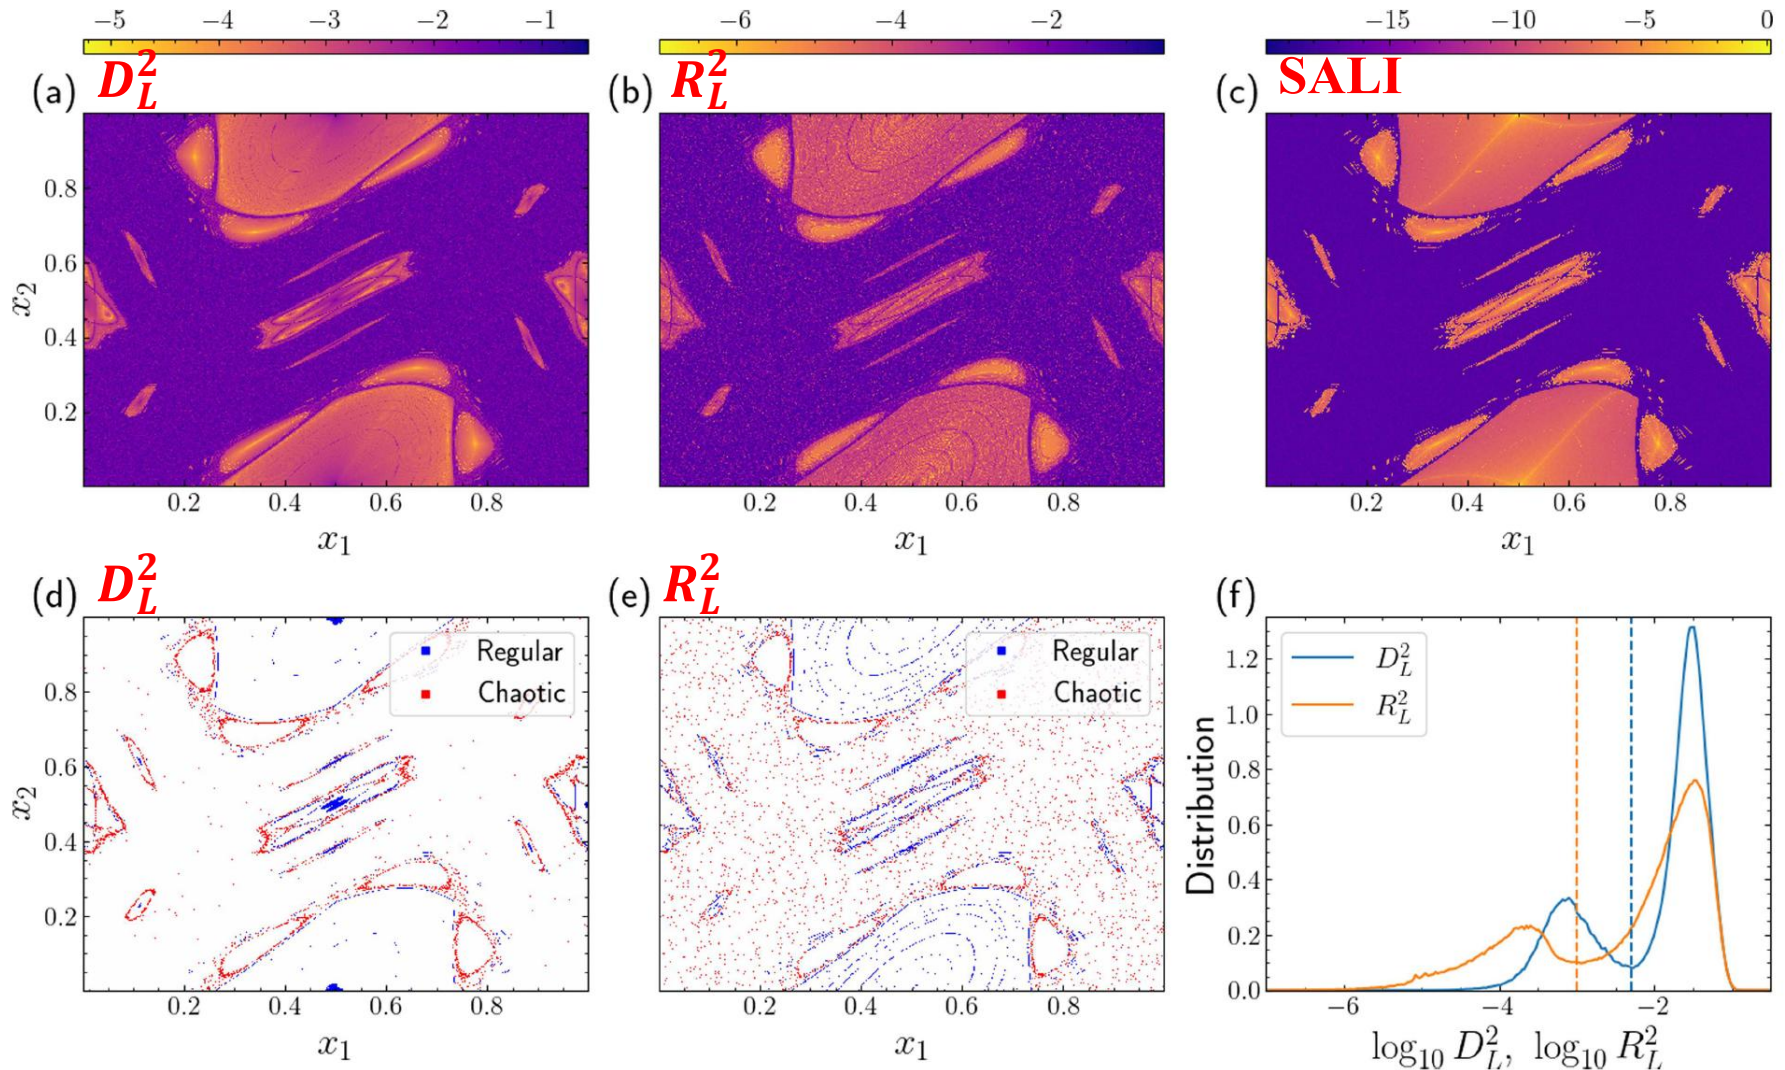 −5 −4 −3 −2 −1
−6 −4 −2
−15 −10 −5 0
(a) D_L^2
(b) R_L^2
(c) SALI
0.8
0.6
0.4
0.2
x_2
0.2 0.4 0.6 0.8
x_1
0.2 0.4 0.6 0.8
x_1
0.2 0.4 0.6 0.8
x_1
(d) D_L^2
Regular
Chaotic
0.8
0.6
0.4
0.2
x_2
0.2 0.4 0.6 0.8
x_1
(e) R_L^2
Regular
Chaotic
0.2 0.4 0.6 0.8
x_1
(f)
D_L^2
R_L^2
1.2
1.0
0.8
0.6
0.4
0.2
0.0
Distribution
−6 −4 −2
log_10 D_L^2, log_10 R_L^2